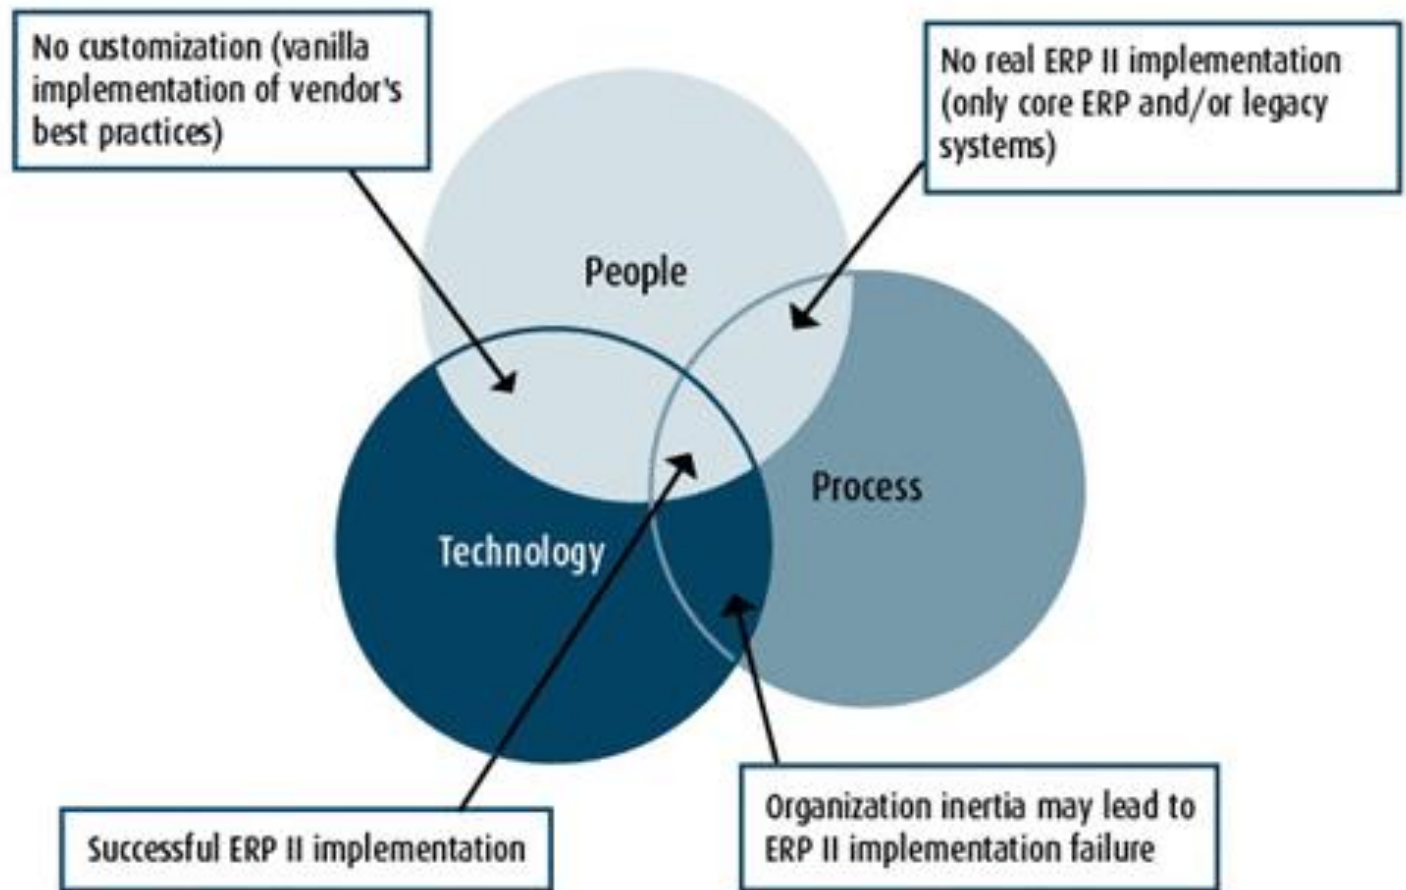 No customization (vanilla
implementation of vendor's
best practices)
No real ERP II implementation
(only core ERP and/or legacy
systems)
People
Process
Technology
Successful ERP II implementation
Organization inertia may lead to
ERP II implementation failure